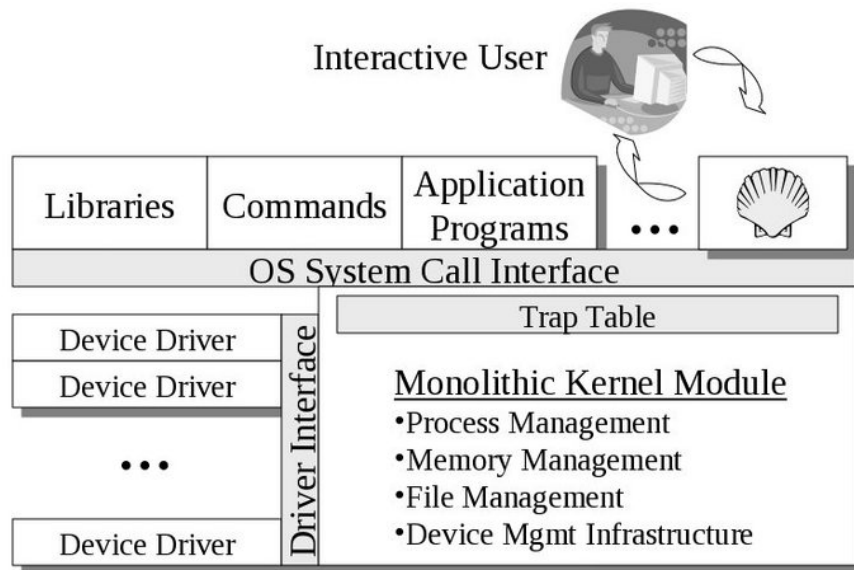 Interactive User
Libraries
Commands
Application
Programs
•••
OS System Call Interface
Trap Table
Device Driver
Device Driver
•••
Device Driver
Driver Interface
Monolithic Kernel Module
•Process Management
•Memory Management
•File Management
•Device Mgmt Infrastructure